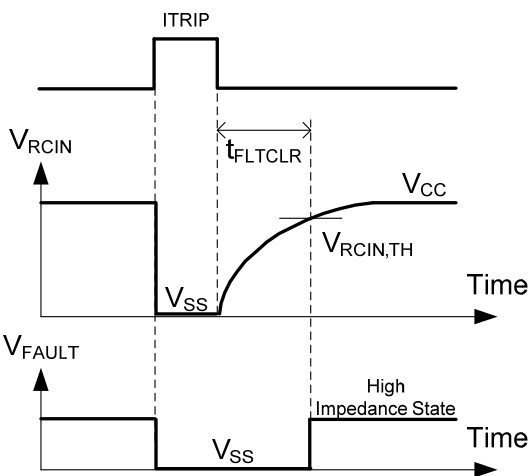 ITRIP
tFLTCLR
VRCIN
VCC
VRCIN,TH
VSS
Time
VFAULT
High
Impedance State
VSS
Time